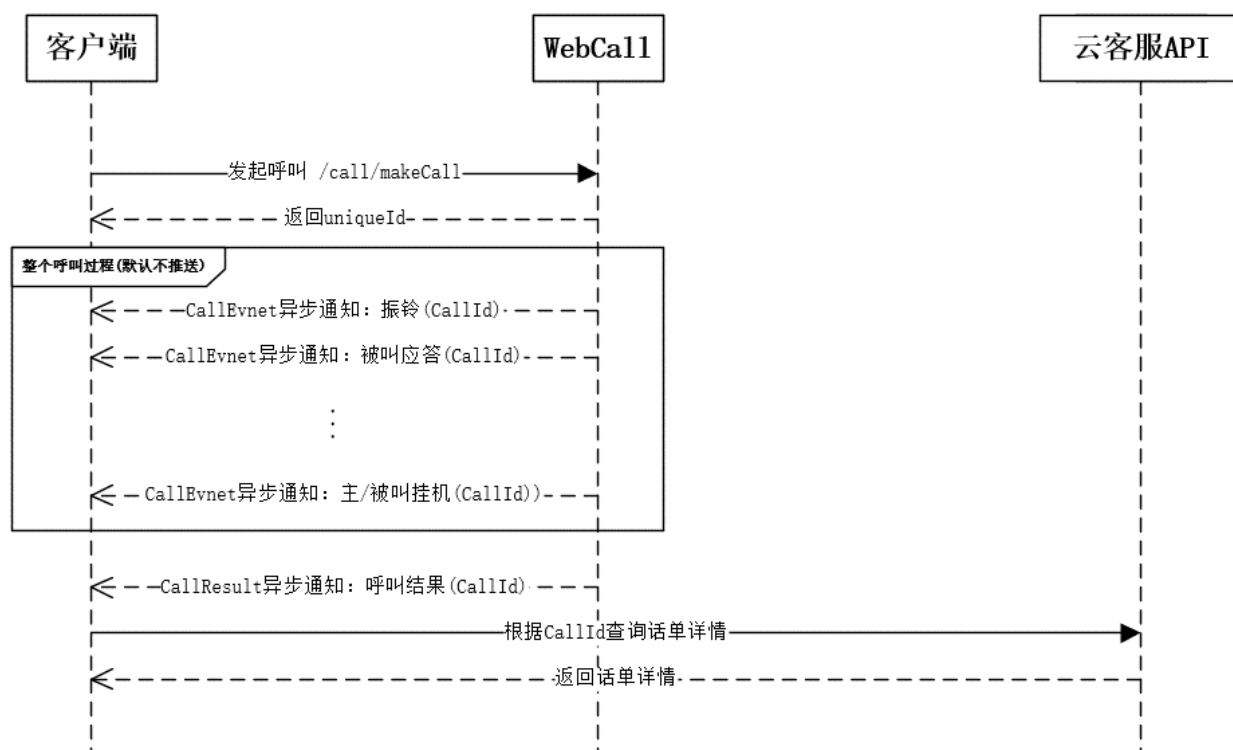 客户端
WebCall
云客服API
发起呼叫 /call/makeCall
返回uniqueId
整个呼叫过程(默认不推送)
CallEvnet异步通知：振铃(CallId)
CallEvnet异步通知：被叫应答(CallId)
CallEvnet异步通知：主/被叫挂机(CallId))
CallResult异步通知：呼叫结果(CallId)
根据CallId查询话单详情
返回话单详情